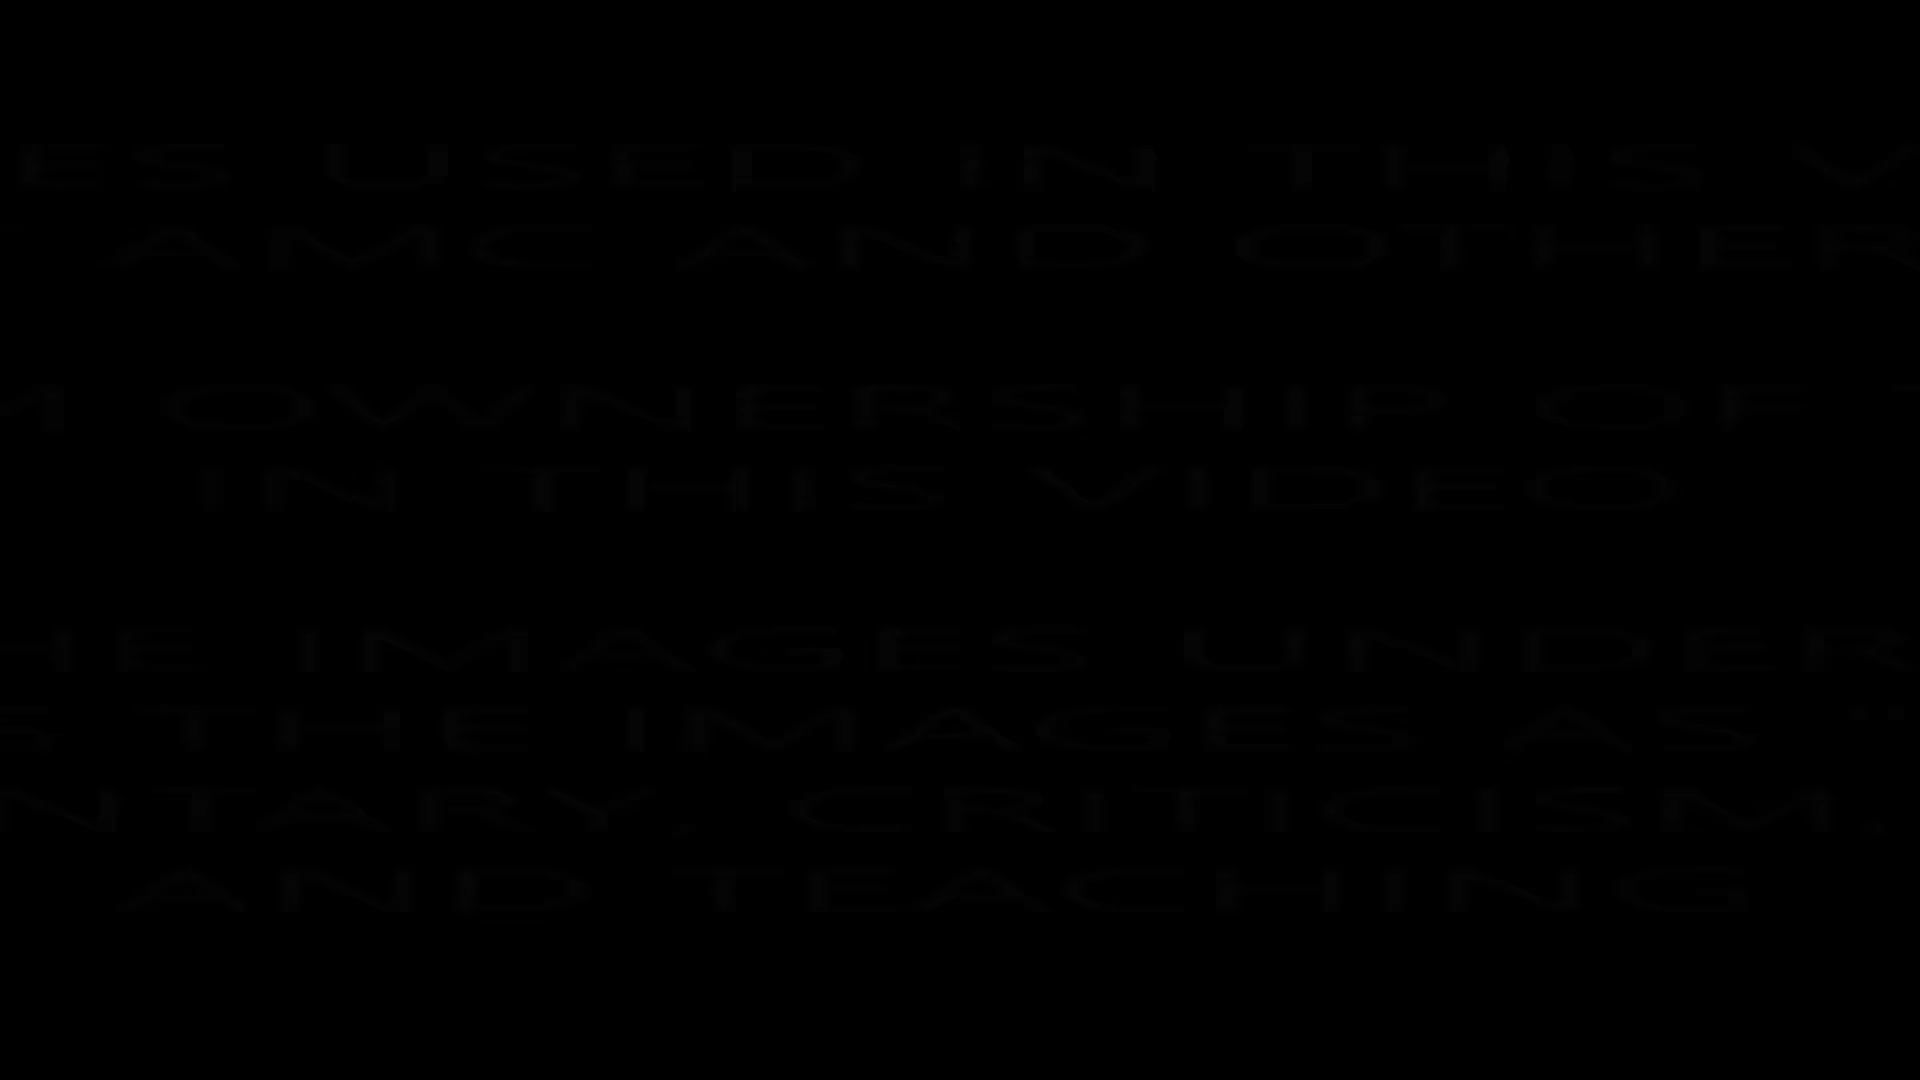 ES USED IN THIS V
AMC AND OTHER
M OWNERSHIP OF
IN THIS VIDEO
HE IMAGES UNDER
S THE IMAGES AS "
NTARY, CRITICISM,
AND TEACHING